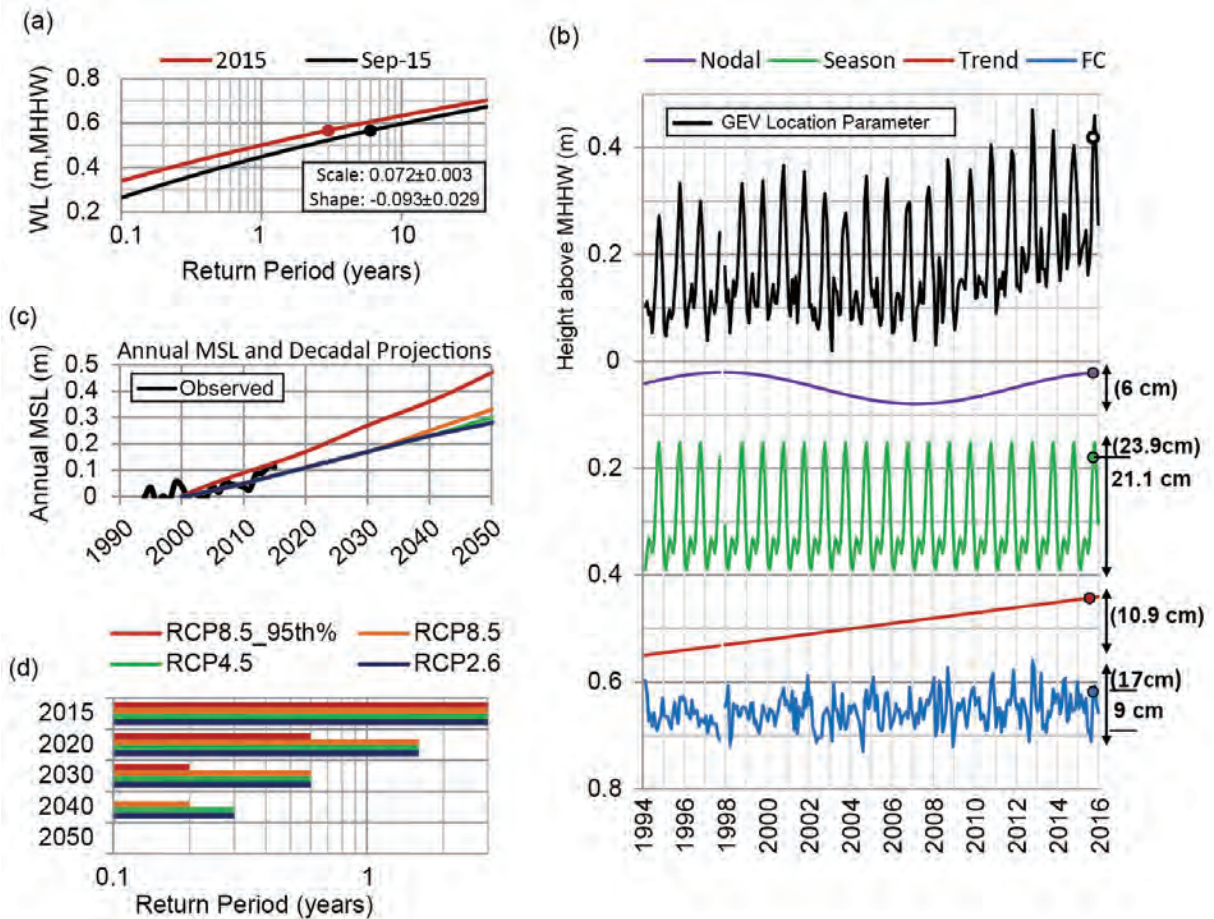 (a)
2015 Sep-15
WL (m,MHHW)
0.8
0.6
0.4
0.2
Scale: 0.072±0.003
Shape: -0.093±0.029
0.1 1 10
Return Period (years)
(b)
Nodal Season Trend FC
GEV Location Parameter
Height above MHHW (m)
0.4
0.2
0
0.2
0.4
0.6
0.8
(6 cm)
(23.9cm)
21.1 cm
(10.9 cm)
(17cm)
9 cm
1994 1996 1998 2000 2002 2004 2006 2008 2010 2012 2014 2016
(c)
Annual MSL and Decadal Projections
Observed
Annual MSL (m)
0.5
0.4
0.3
0.2
0.1
0
1990 2000 2010 2020 2030 2040 2050
(d)
RCP8.5_95th% RCP8.5
RCP4.5 RCP2.6
2015
2020
2030
2040
2050
0.1 1
Return Period (years)